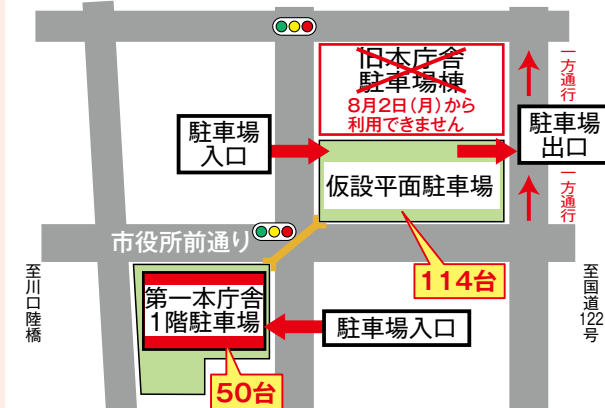 旧本庁舎
駐車場棟
8月2日(月)から
利用できません
一方通行
駐車場
入口
駐車場
出口
仮設平面駐車場
一方通行
市役所前通り
114台
至川口陸橋
第一本庁舎
1階駐車場
駐車場入口
至国道122号
50台